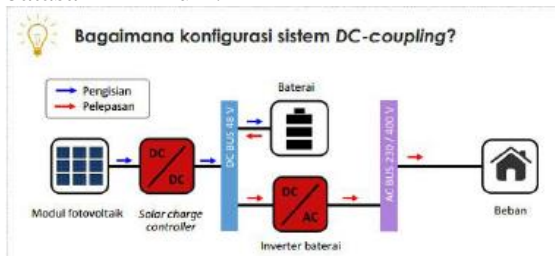 Bagaimana konfigurasi sistem DC-coupling?
Pengisian
Pelepasan
Baterai
DC BUS 48 V
AC BUS 230 / 400 V
DC
DC
DC
AC
Modul fotovoltaik
Solar charge
controller
Inverter baterai
Beban